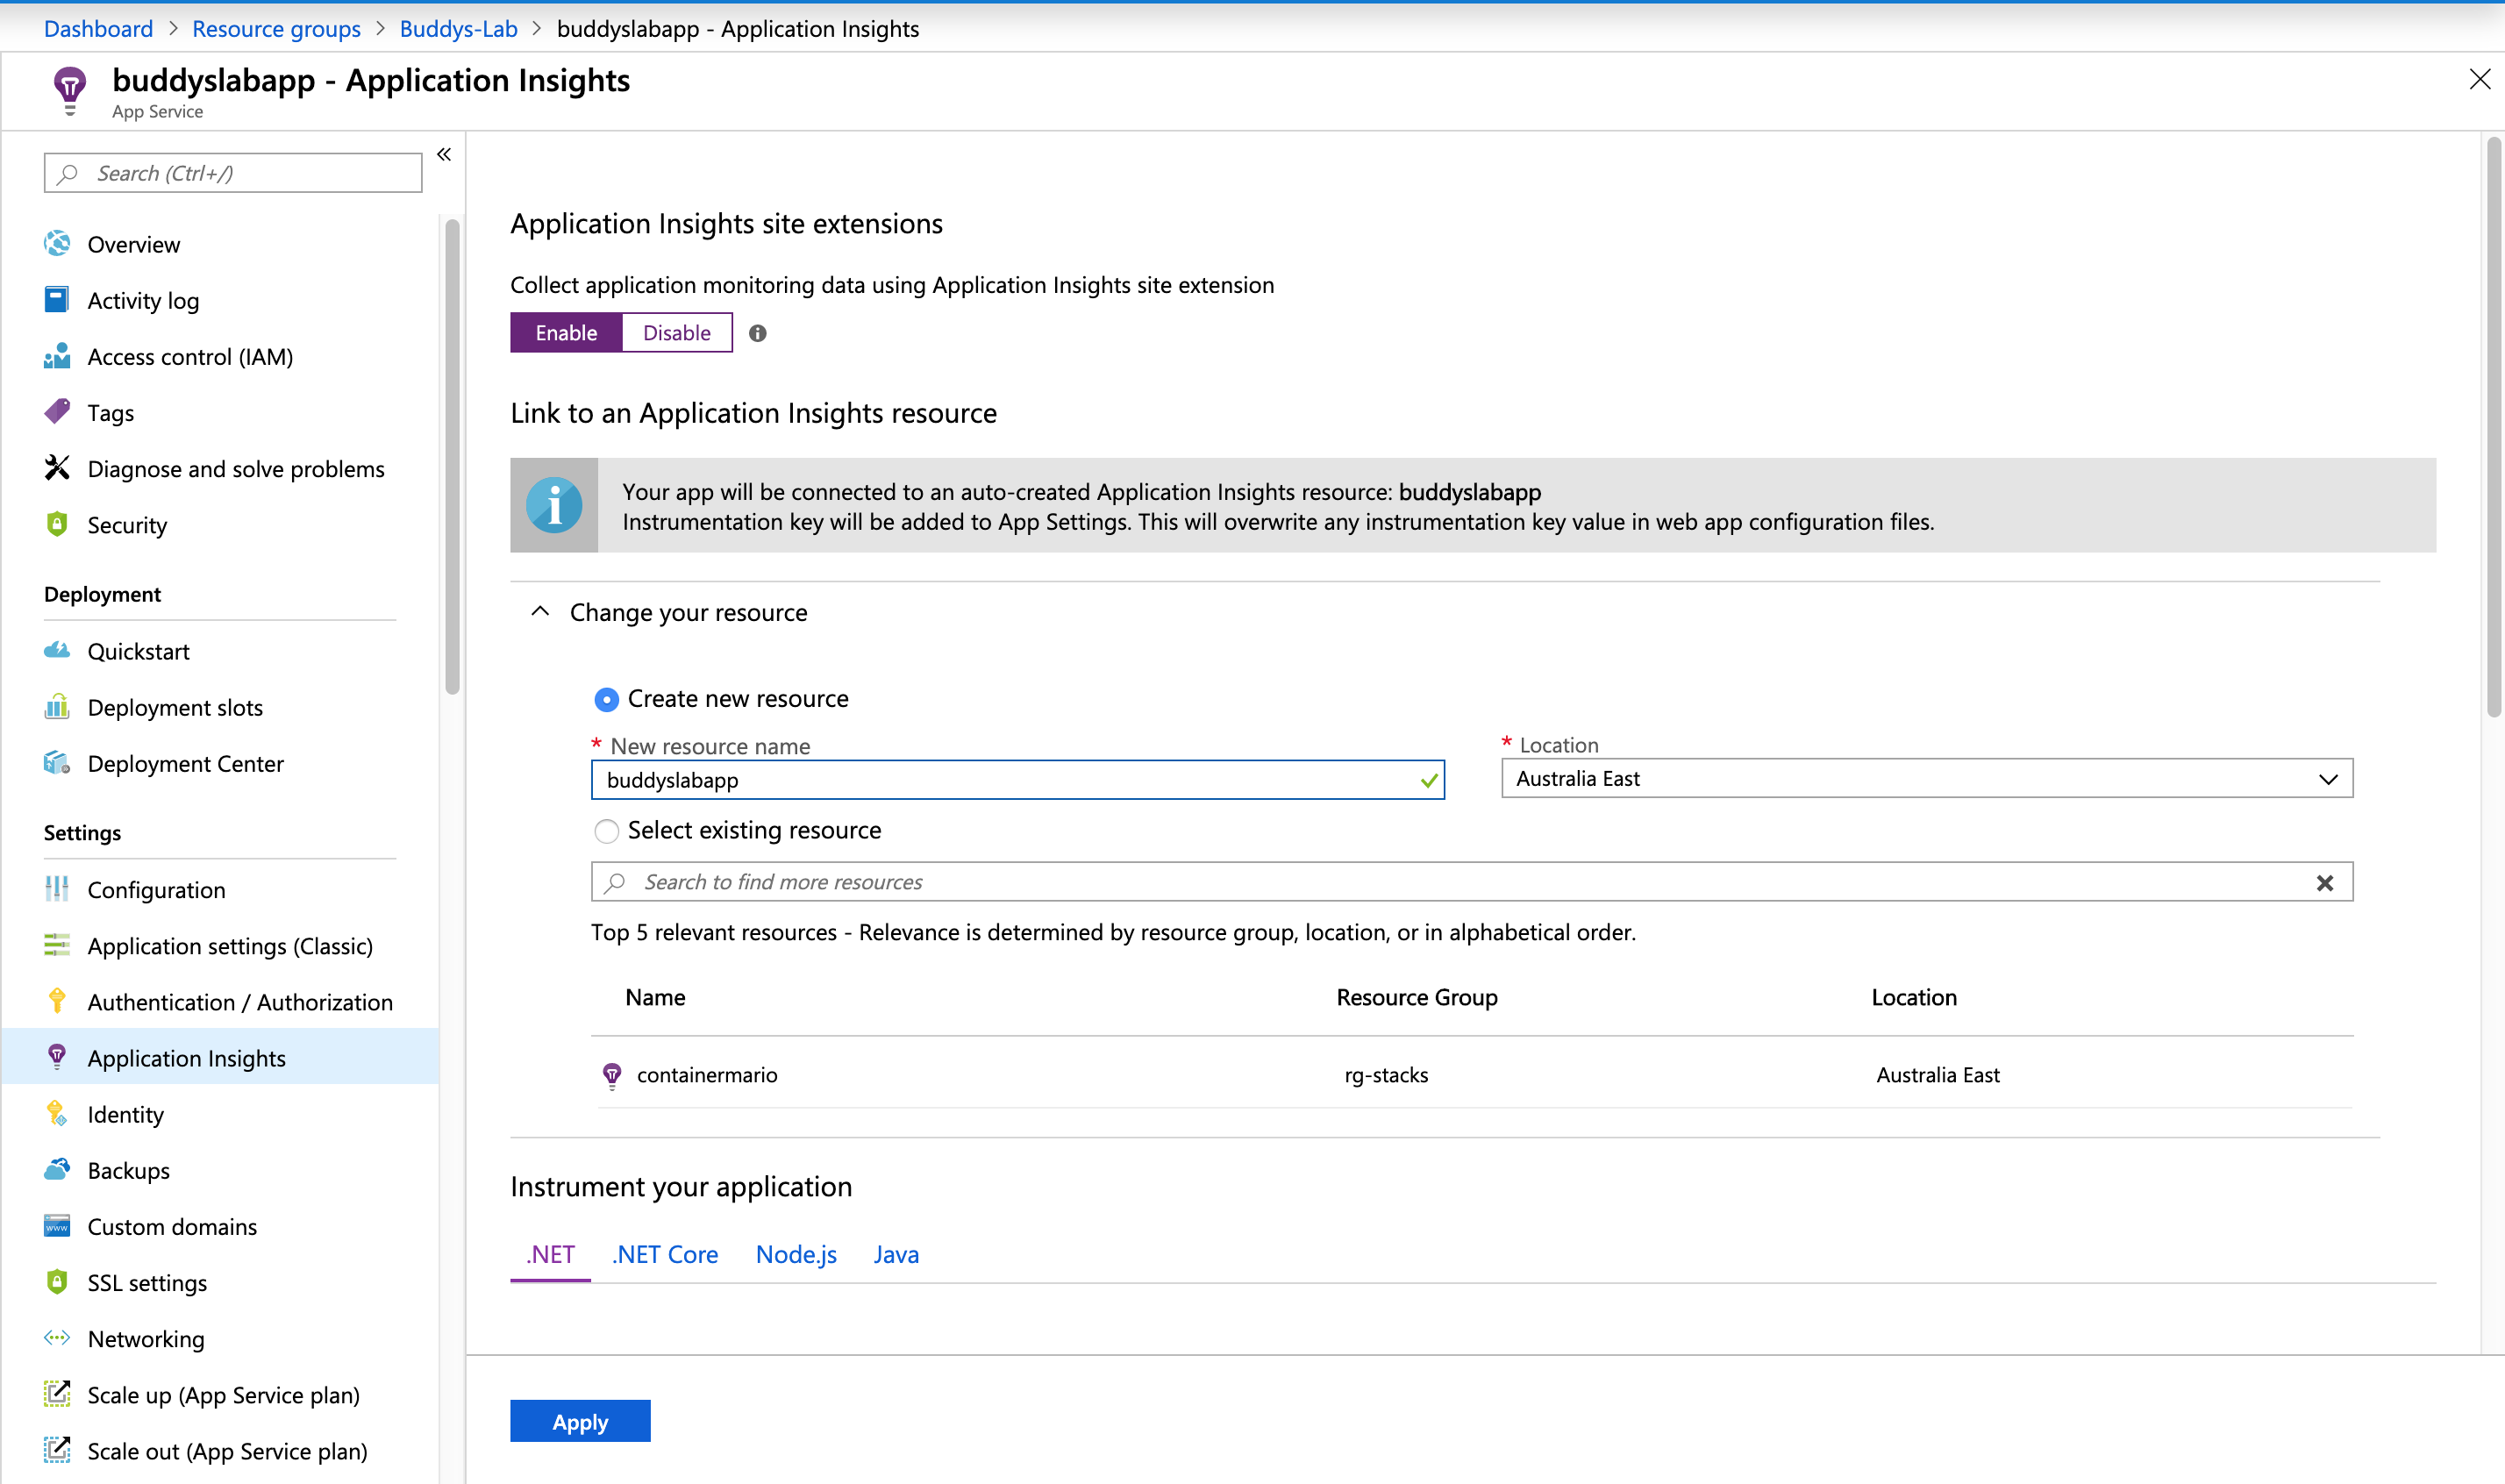 Dashboard > Resource groups > Buddys-Lab > buddyslabapp - Application Insights
buddyslabapp - Application Insights
App Service
Search (Ctrl+/)
Overview
Activity log
Access control (IAM)
Tags
Diagnose and solve problems
Security
Deployment
Quickstart
Deployment slots
Deployment Center
Settings
Configuration
Application settings (Classic)
Authentication / Authorization
Application Insights
Identity
Backups
Custom domains
SSL settings
Networking
Scale up (App Service plan)
Scale out (App Service plan)
Application Insights site extensions
Collect application monitoring data using Application Insights site extension
Enable Disable
Link to an Application Insights resource
Your app will be connected to an auto-created Application Insights resource: buddyslabapp
Instrumentation key will be added to App Settings. This will overwrite any instrumentation key value in web app configuration files.
Change your resource
Create new resource
* New resource name * Location
buddyslabapp Australia East
Select existing resource
Search to find more resources
Top 5 relevant resources - Relevance is determined by resource group, location, or in alphabetical order.
Name Resource Group Location
containermario rg-stacks Australia East
Instrument your application
.NET .NET Core Node.js Java
Apply